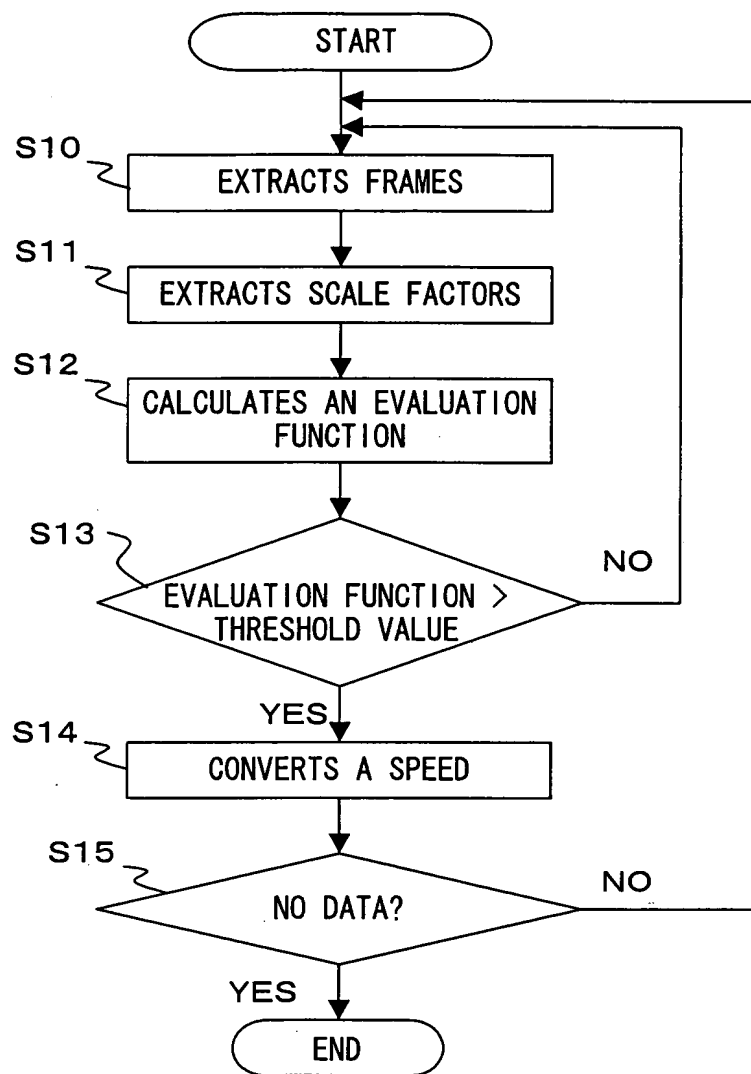 START
S10
EXTRACTS FRAMES
S11
EXTRACTS SCALE FACTORS
S12
CALCULATES AN EVALUATION
FUNCTION
S13
NO
EVALUATION FUNCTION >
THRESHOLD VALUE
YES
S14
CONVERTS A SPEED
S15
NO
NO DATA?
YES
END